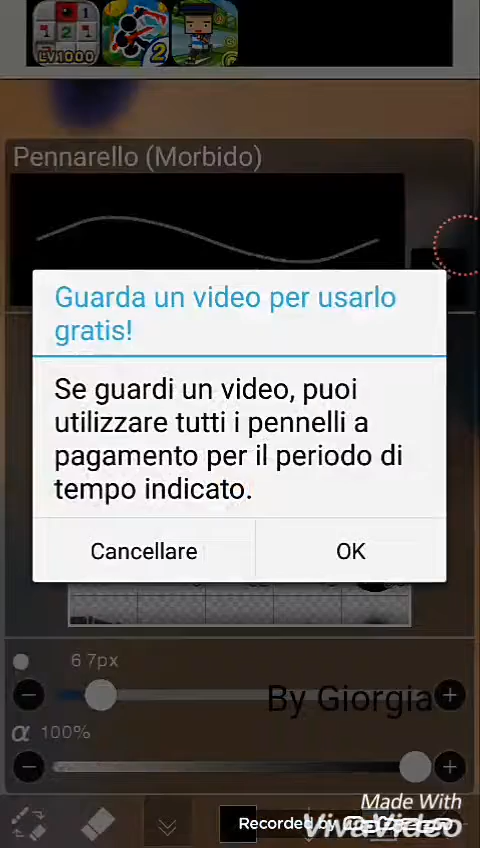 LV1000
2
Pennarello (Morbido)
Guarda un video per usarlo
gratis!
Se guardi un video, puoi
utilizzare tutti i pennelli a
pagamento per il periodo di
tempo indicato.
Cancellare
OK
6 7px
By Giorgia
α 100%
Made With
VivaVideo
Recorded by